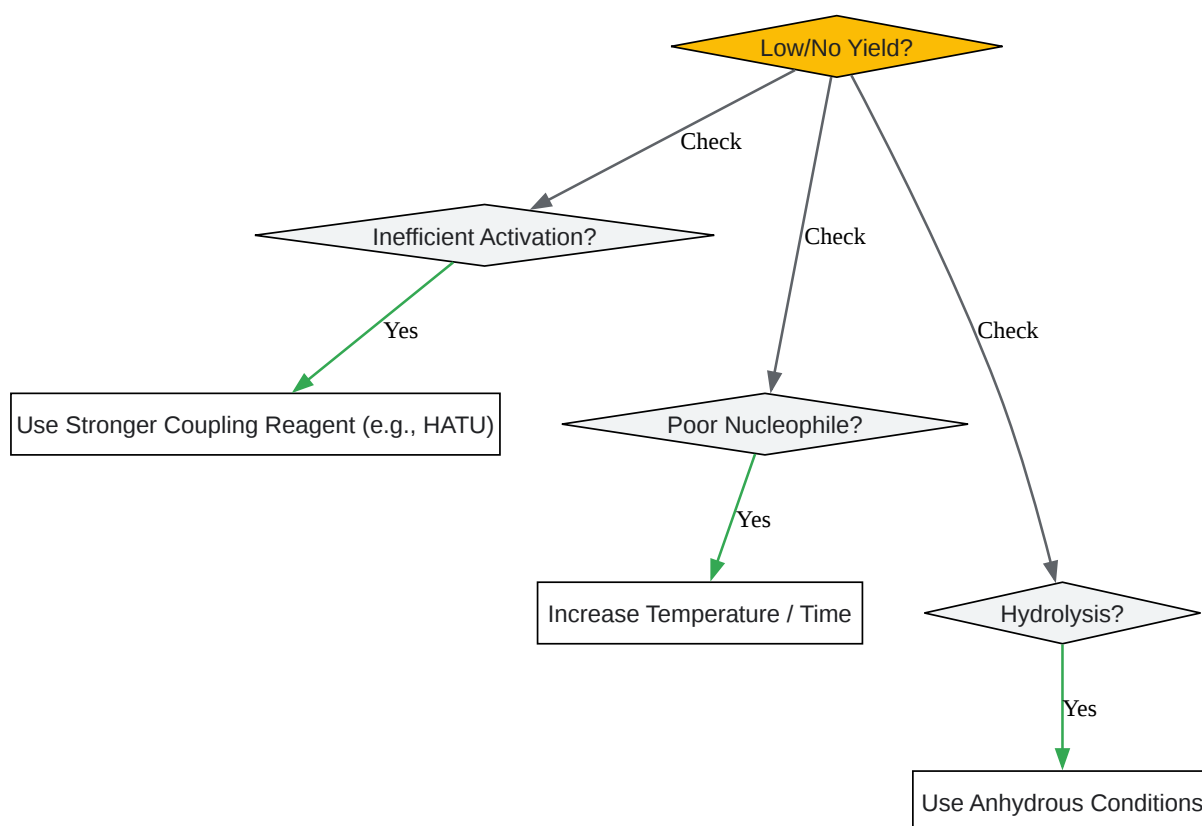 Low/No Yield?
Check
Inefficient Activation?
Check
Yes
Check
Use Stronger Coupling Reagent (e.g., HATU)
Poor Nucleophile?
Yes
Increase Temperature / Time
Hydrolysis?
Yes
Use Anhydrous Conditions